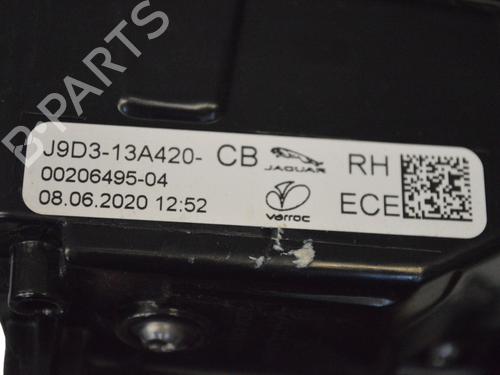 J9D3-13A420- CB JAGUAR RH
00206495-04
08.06.2020 12:52 varroc ECE
B-PARTS